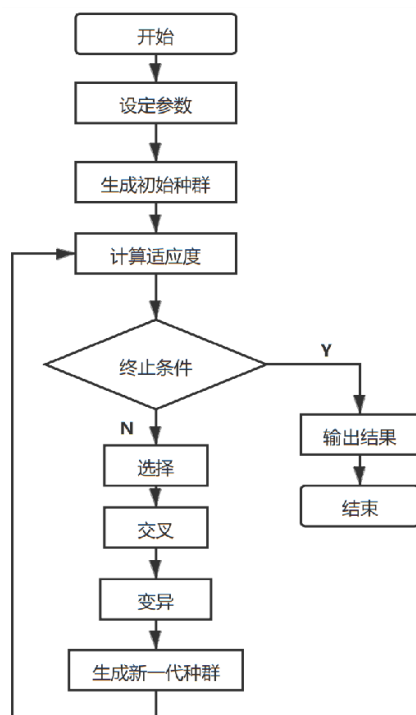 开始
设定参数
生成初始种群
计算适应度
终止条件
Y
N
选择
输出结果
交叉
结束
变异
生成新一代种群